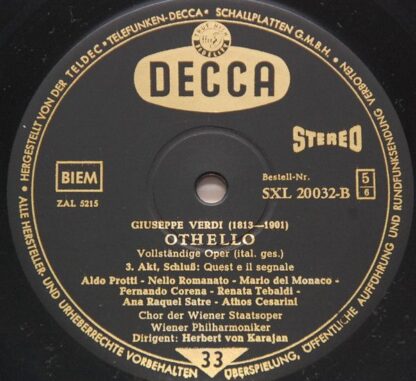 HERGESTELLT VON DER TELDEC • TELEFUNKEN-DECCA • SCHALLPLATTEN G.M.B.H.
DECCA
STEREO
BIEM
ZAL 5215
Bestell-Nr.
SXL 20032-B
5
6
GIUSEPPE VERDI (1813—1901)
OTHELLO
Vollständige Oper (ital. ges.)
3. Akt, Schluß: Quest e il segnale
Aldo Protti - Nello Romanato - Mario del Monaco -
Fernando Corena - Renata Tebaldi -
Ana Raquel Satre - Athos Cesarini
Chor der Wiener Staatsoper
Wiener Philharmoniker
Dirigent: Herbert von Karajan
33
ALLE HERSTELLER- UND URHEBERRECHTE VORBEHALTEN
ÜBERSPIELUNG, ÖFFENTLICHE AUFFÜHRUNG UND RUNDFUNKSENDUNG VERBOTEN